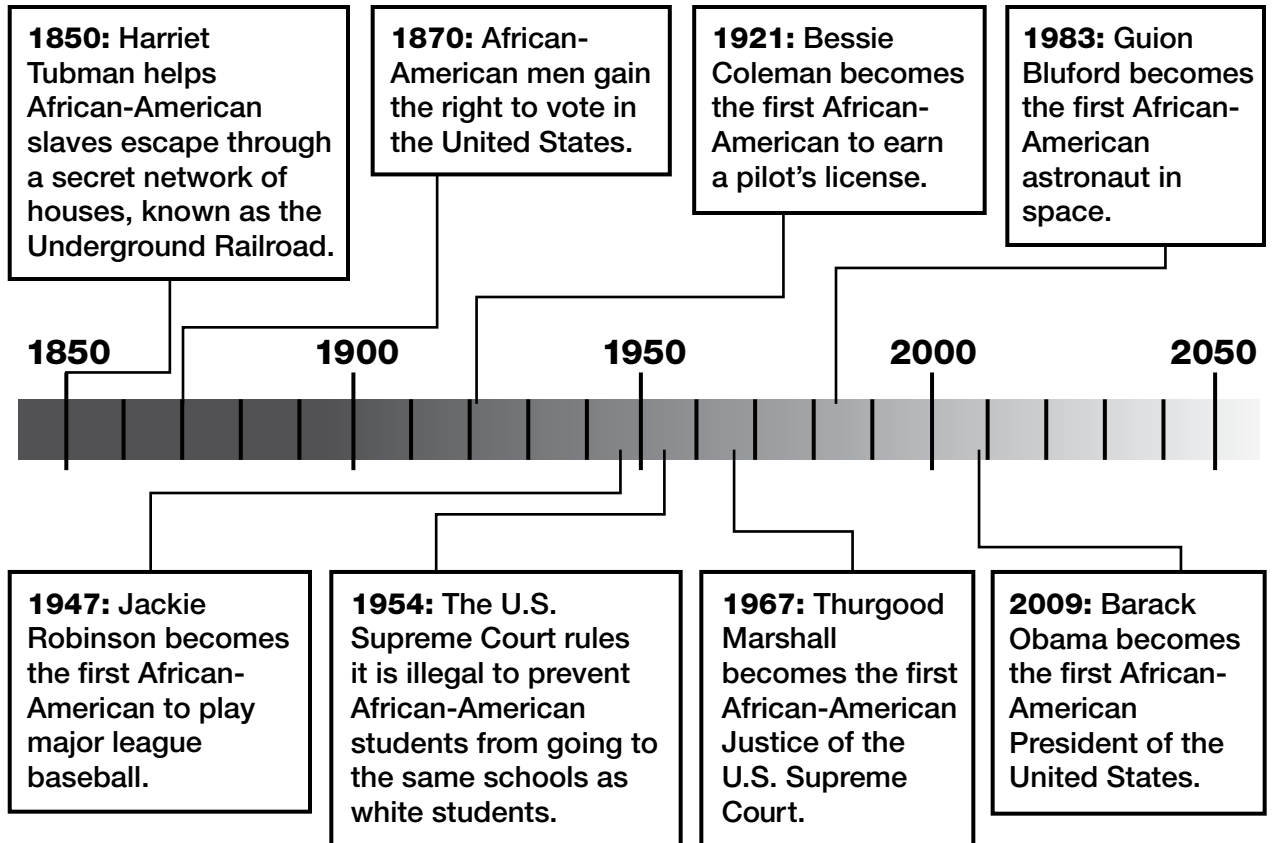 1850: Harriet
Tubman helps
African-American
slaves escape through
a secret network of
houses, known as the
Underground Railroad.
1870: African-
American men gain
the right to vote in
the United States.
1921: Bessie
Coleman becomes
the first African-
American to earn
a pilot’s license.
1983: Guion
Bluford becomes
the first African-
American
astronaut in
space.
1850
1900
1950
2000
2050
1947: Jackie
Robinson becomes
the first African-
American to play
major league
baseball.
1954: The U.S.
Supreme Court rules
it is illegal to prevent
African-American
students from going to
the same schools as
white students.
1967: Thurgood
Marshall
becomes the first
African-American
Justice of the
U.S. Supreme
Court.
2009: Barack
Obama becomes
the first African-
American
President of the
United States.